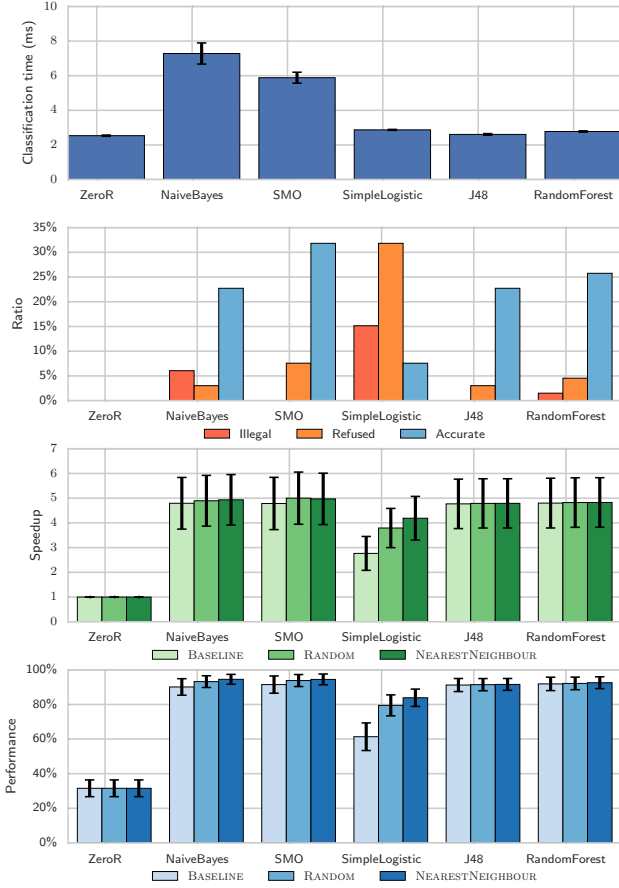 10
8
6
4
2
0
Classification time (ms)
ZeroR NaiveBayes SMO SimpleLogistic J48 RandomForest
35%
30%
25%
20%
15%
10%
5%
0%
Ratio
ZeroR NaiveBayes SMO SimpleLogistic J48 RandomForest
Illegal Refused Accurate
7
6
5
4
3
2
1
0
Speedup
ZeroR NaiveBayes SMO SimpleLogistic J48 RandomForest
BASELINE RANDOM NEARESTNEIGHBOUR
100%
80%
60%
40%
20%
0%
Performance
ZeroR NaiveBayes SMO SimpleLogistic J48 RandomForest
BASELINE RANDOM NEARESTNEIGHBOUR